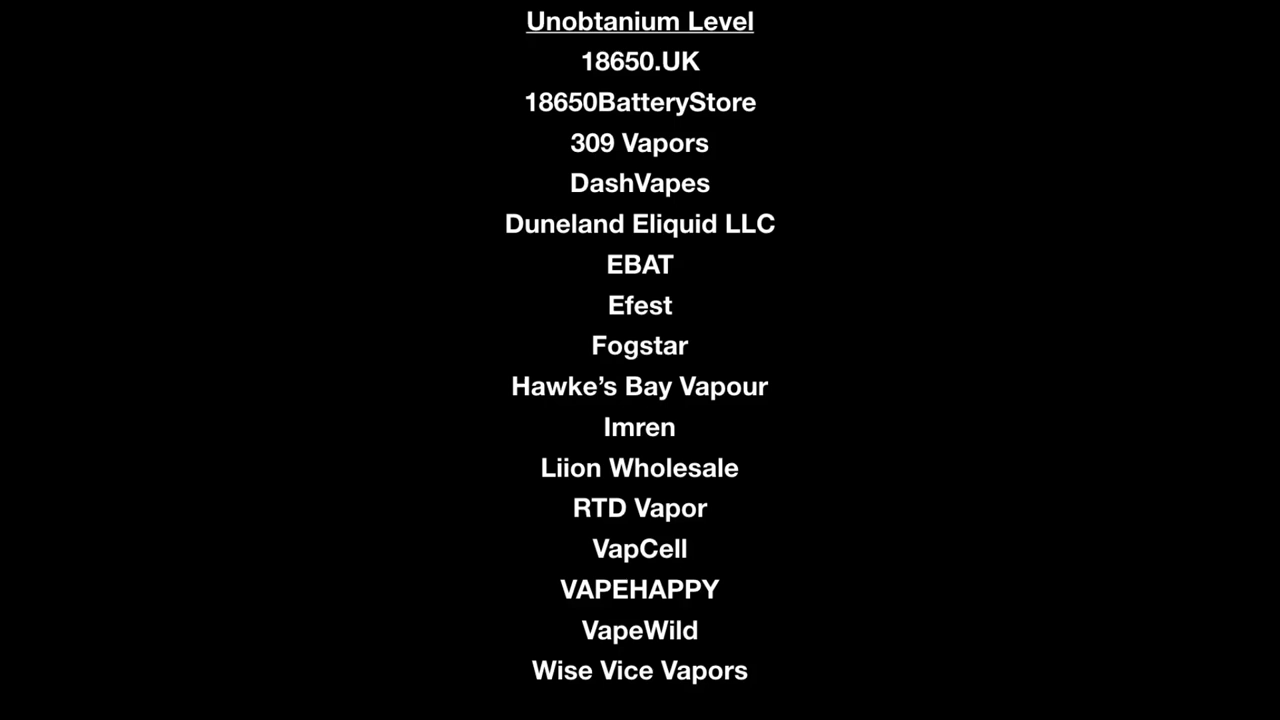 Unobtanium Level
18650.UK
18650BatteryStore
309 Vapors
DashVapes
Duneland Eliquid LLC
EBAT
Efest
Fogstar
Hawke’s Bay Vapour
Imren
Liion Wholesale
RTD Vapor
VapCell
VAPEHAPPY
VapeWild
Wise Vice Vapors